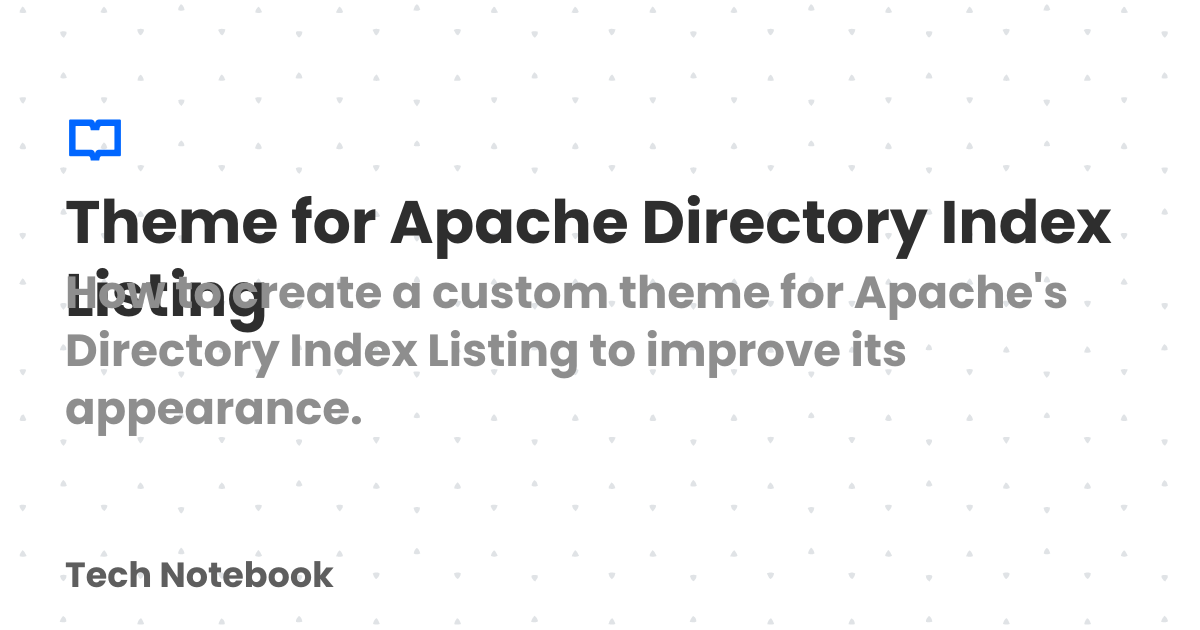 Theme for Apache Directory Index
Listing
How to create a custom theme for Apache's
Directory Index Listing to improve its
appearance.
Tech Notebook